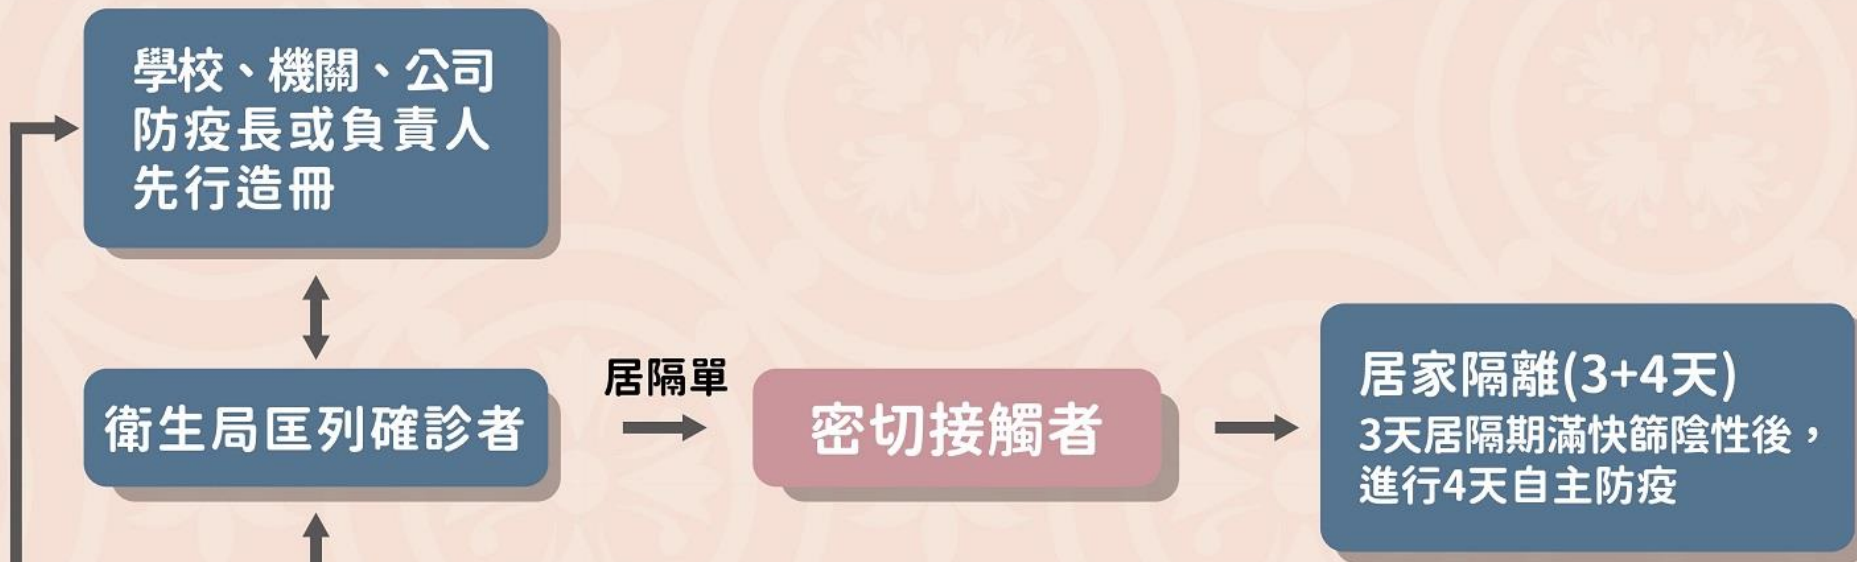 學校、機關、公司
防疫長或負責人
先行造冊
衛生局匡列確診者
居隔單
密切接觸者
居家隔離(3+4天)
3天居隔期滿快篩陰性後，
進行4天自主防疫